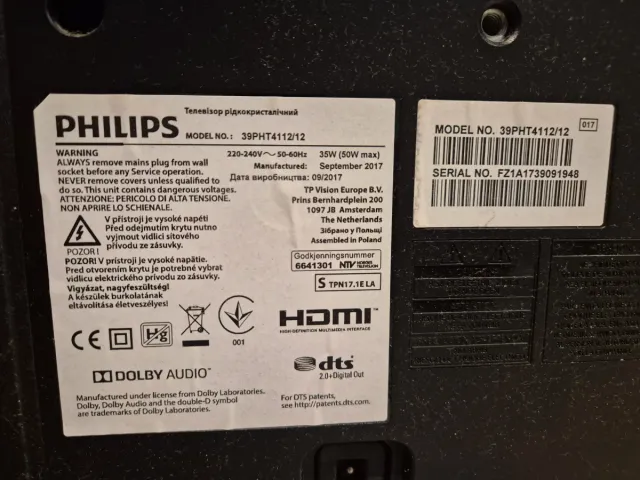 Телевізор рідкокристалічний
PHILIPS MODEL NO. : 39PHT4112/12
WARNING
ALWAYS remove mains plug from wall
socket before any Service operation.
NEVER remove cover unless qualified to
do so. This unit contains dangerous voltages.
ATTENZIONE: PERICOLO DI ALTA TENSIONE.
NON APRIRE LO SCHIENALE.
V přístroji je vysoké napětí
Před odejmutím krytu nutno
vyjmout vidlici síťového
přívodu ze zásuvky.
POZOR!
POZOR! V prístroji je vysoké napätie.
Pred otvorením krytu je potrebné vybrať
vidlicu elektrického prívodu zo zásuvky.
Vigyázat, nagyfeszültség!
A készülek burkolatának
eltávolítása életveszélyes!
220-240V~ 50-60Hz 35W (50W max)
Manufactured: September 2017
Дата виробництва: 09/2017
TP Vision Europe B.V.
Prins Bernhardplein 200
1097 JB Amsterdam
The Netherlands
Зібрано у Польщі
Assembled in Poland
Godkjenningsnummer
6641301 NTV NORGES TELEVISION
S TPN17.1E LA
CE Hg 001
HDMI
HIGH-DEFINITION MULTIMEDIA INTERFACE
DOLBY AUDIO™
dts
2.0+Digital Out
Manufactured under license from Dolby Laboratories.
Dolby, Dolby Audio and the double-D symbol
are trademarks of Dolby Laboratories.
For DTS patents,
see http://patents.dts.com.
017
MODEL NO. 39PHT4112/12
SERIAL NO. FZ1A1739091948